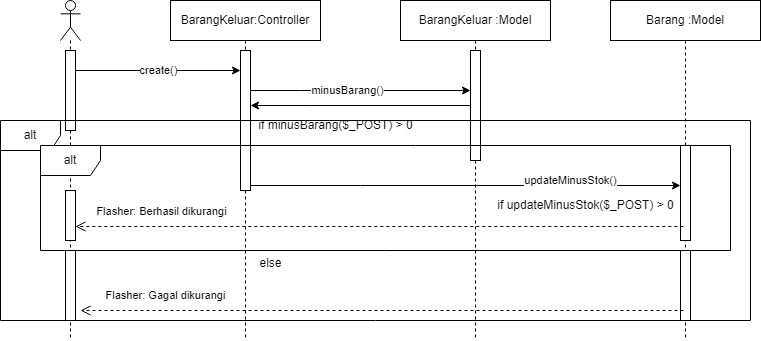 BarangKeluar:Controller
BarangKeluar :Model
Barang :Model
create()
minusBarang()
if minusBarang($_POST) > 0
alt
alt
updateMinusStok()
if updateMinusStok($_POST) > 0
Flasher: Berhasil dikurangi
else
Flasher: Gagal dikurangi